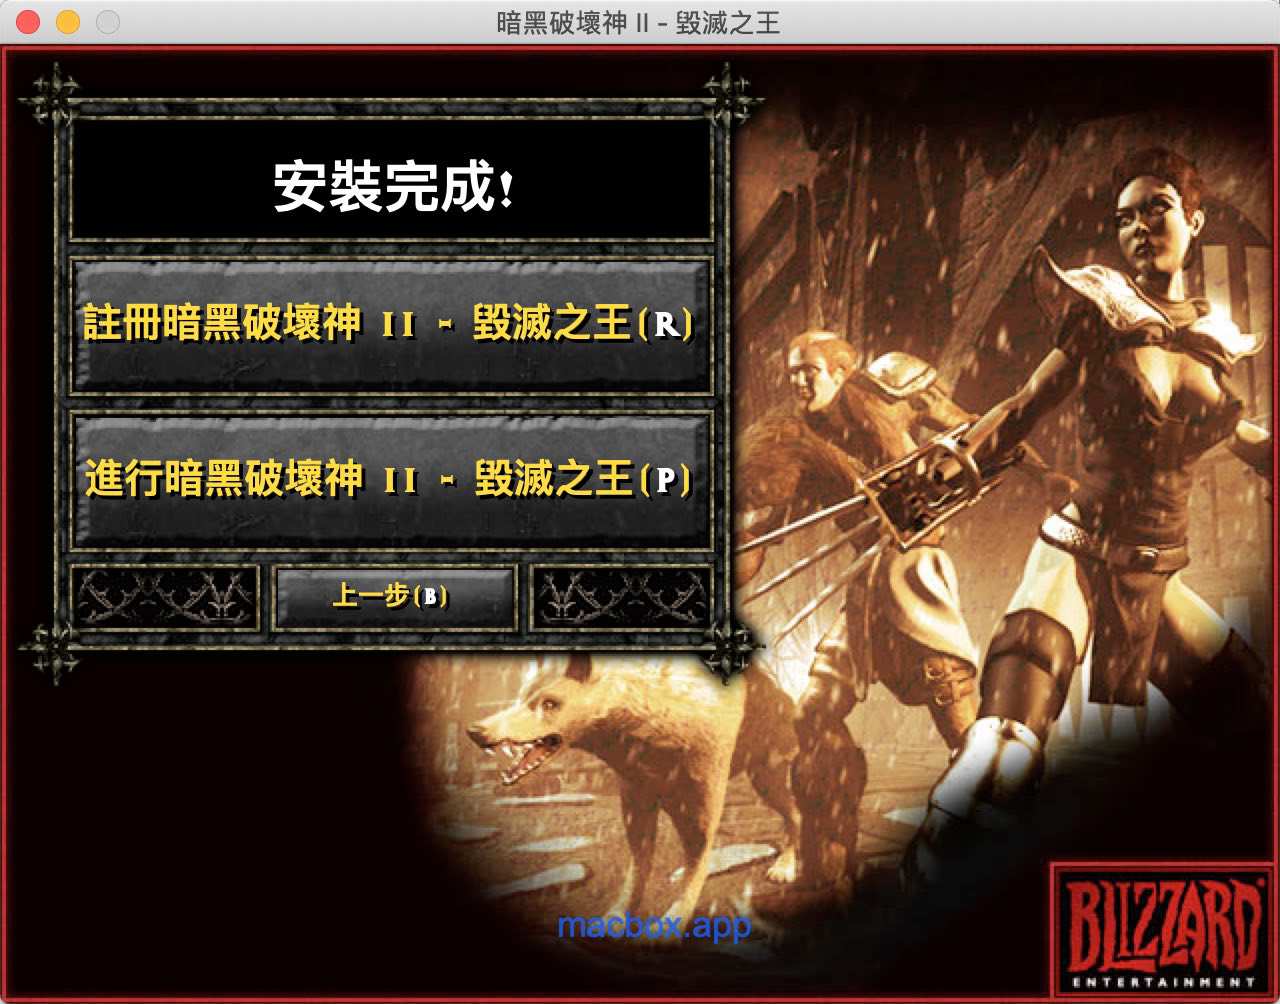 暗黑破壞神 II - 毀滅之王
安裝完成!
註冊暗黑破壞神 II - 毀滅之王(R)
進行暗黑破壞神 II - 毀滅之王(P)
上一步(B)
macbox.app
BLIZZARD
ENTERTAINMENT